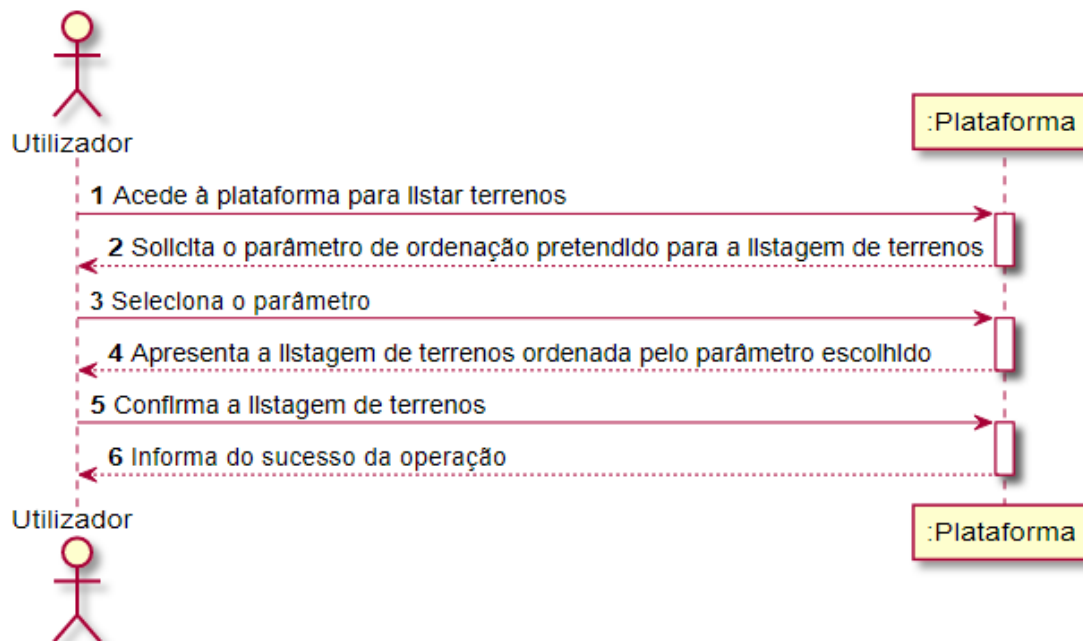 Utilizador
:Plataforma
1 Acede à plataforma para listar terrenos
2 Solicita o parâmetro de ordenação pretendido para a listagem de terrenos
3 Seleciona o parâmetro
4 Apresenta a listagem de terrenos ordenada pelo parâmetro escolhido
5 Confirma a listagem de terrenos
6 Informa do sucesso da operação
Utilizador
:Plataforma